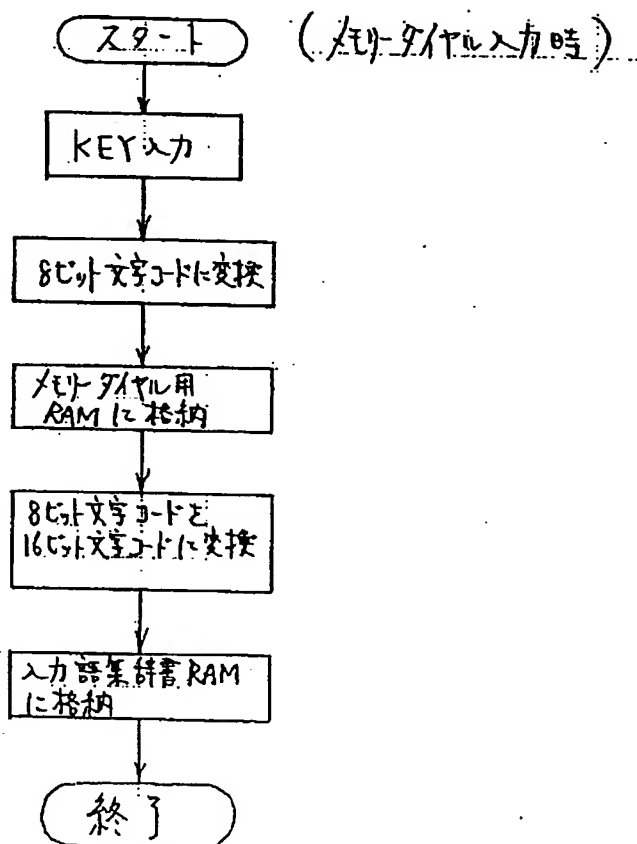 スタート (メモリーダイヤル入力時)
KEY入力
8ビット文字コードに変換
メモリーダイヤル用
RAMに格納
8ビット文字コードを
16ビット文字コードに変換
入力語彙辞書RAM
に格納
終了